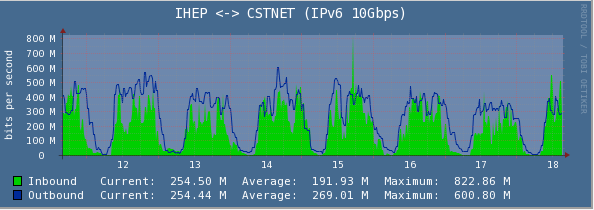 IHEP <-> CSTNET (IPv6 10Gbps)
RRDTOOL / TOBI OETIKER
bits per second
800 M
700 M
600 M
500 M
400 M
300 M
200 M
100 M
0
12 13 14 15 16 17 18
Inbound Current: 254.50 M Average: 191.93 M Maximum: 822.86 M
Outbound Current: 254.44 M Average: 269.01 M Maximum: 600.80 M